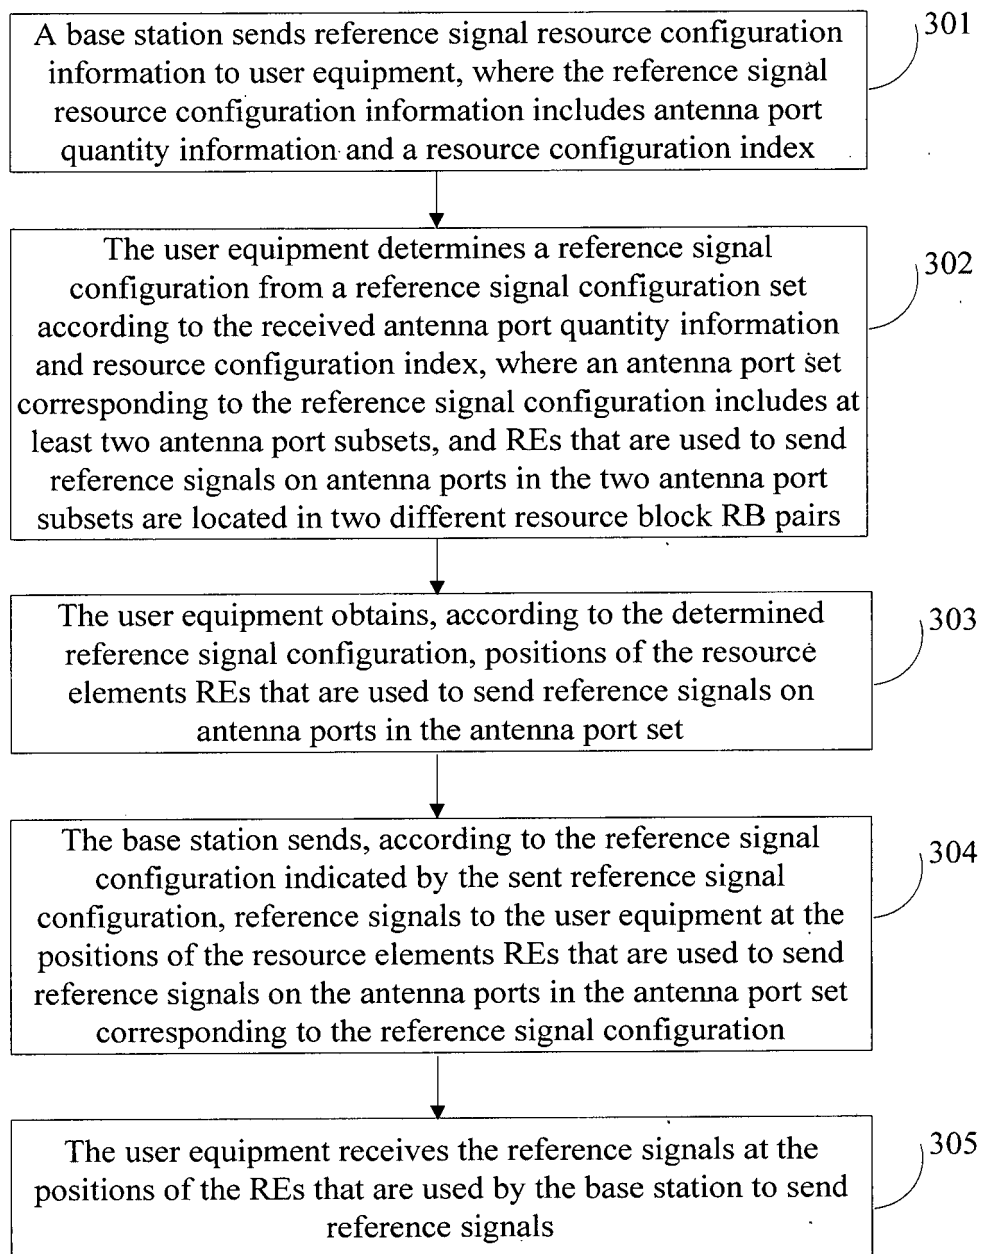 A base station sends reference signal resource configuration
information to user equipment, where the reference signal
resource configuration information includes antenna port
quantity information and a resource configuration index
301
The user equipment determines a reference signal
configuration from a reference signal configuration set
according to the received antenna port quantity information
and resource configuration index, where an antenna port set
corresponding to the reference signal configuration includes at
least two antenna port subsets, and REs that are used to send
reference signals on antenna ports in the two antenna port
subsets are located in two different resource block RB pairs
302
The user equipment obtains, according to the determined
reference signal configuration, positions of the resource
elements REs that are used to send reference signals on
antenna ports in the antenna port set
303
The base station sends, according to the reference signal
configuration indicated by the sent reference signal
configuration, reference signals to the user equipment at the
positions of the resource elements REs that are used to send
reference signals on the antenna ports in the antenna port set
corresponding to the reference signal configuration
304
The user equipment receives the reference signals at the
positions of the REs that are used by the base station to send
reference signals
305